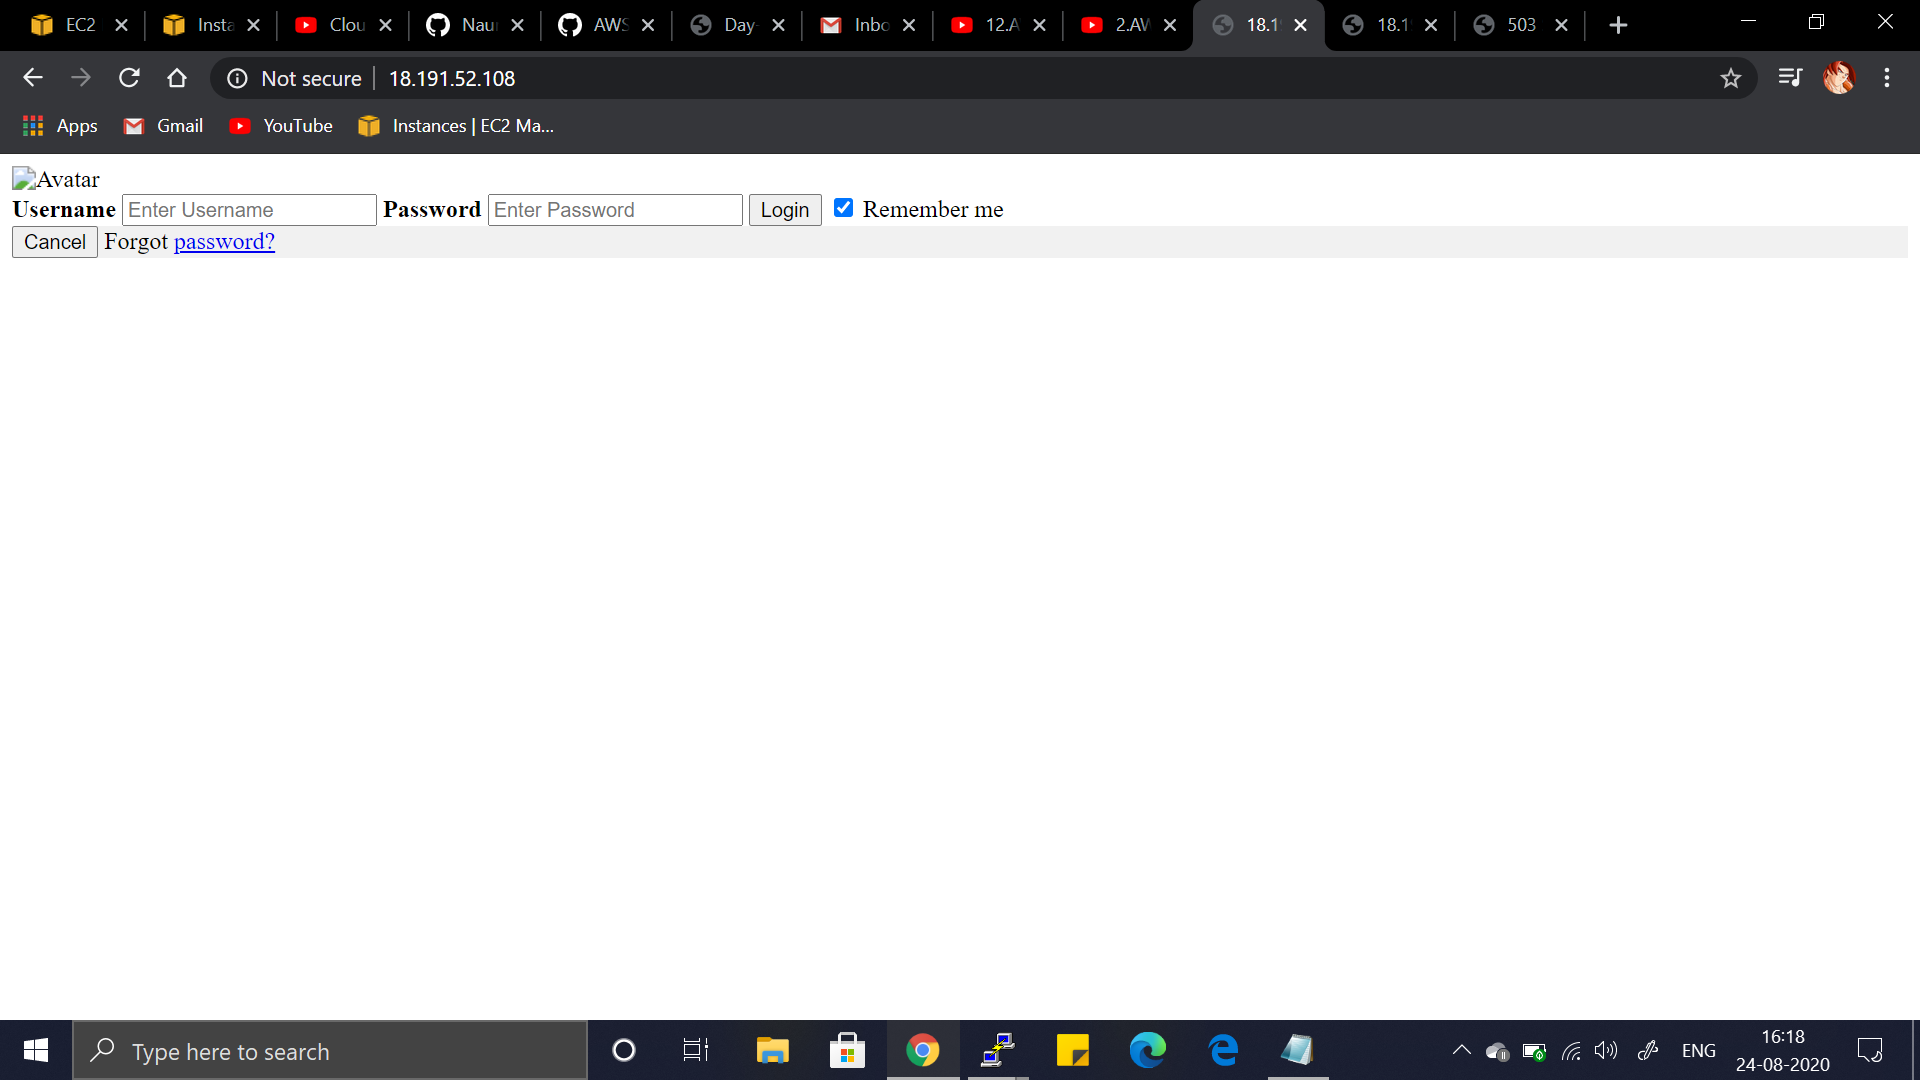 EC2 Insta Clou Nau AWS Day- Inbo 12.A 2.AW 18.1 18.1 503
Not secure 18.191.52.108
Apps Gmail YouTube Instances | EC2 Ma...
Avatar
Username Enter Username Password Enter Password Login Remember me
Cancel Forgot password?
Type here to search ENG 16:18
24-08-2020